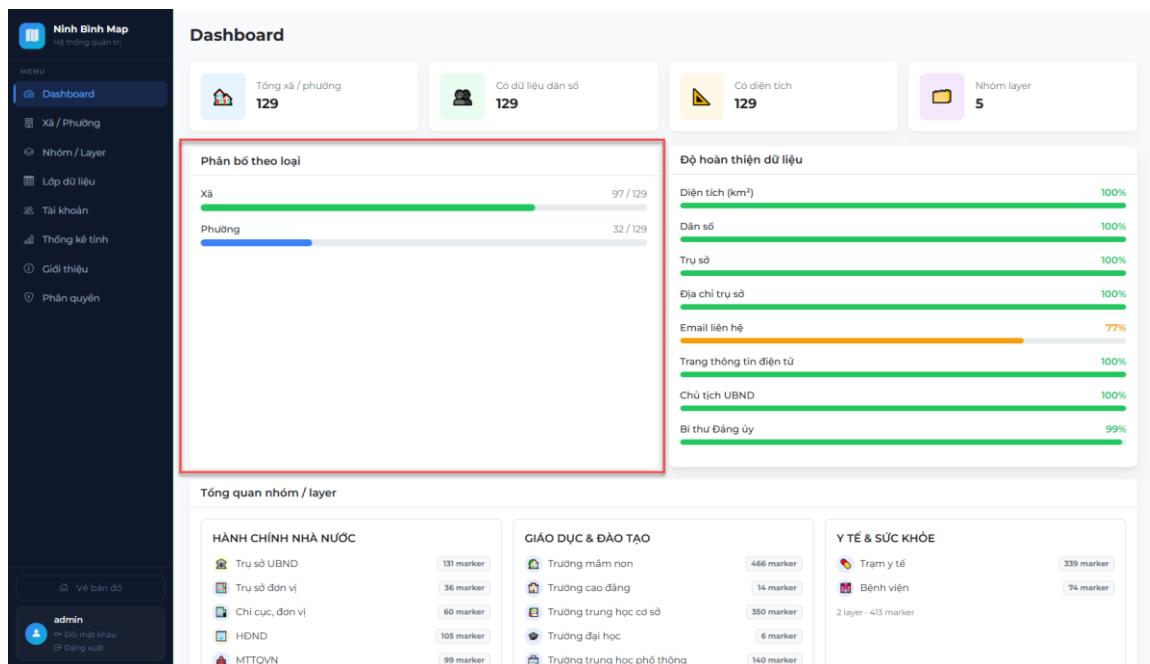 Ninh Bình Map
Hệ thống quản trị
MENU
Dashboard
Xã / Phường
Nhóm / Layer
Lớp dữ liệu
Tài khoản
Thống kê tỉnh
Giới thiệu
Phân quyền
Về bản đồ
admin
Đổi mật khẩu
Đăng xuất
Dashboard
Tổng xã / phường
129
Có dữ liệu dân số
129
Có diện tích
129
Nhóm layer
5
Phân bố theo loại
Xã 97 / 129
Phường 32 / 129
Độ hoàn thiện dữ liệu
Diện tích (km²) 100%
Dân số 100%
Trụ sở 100%
Địa chỉ trụ sở 100%
Email liên hệ 77%
Trang thông tin điện tử 100%
Chủ tịch UBND 100%
Bí thư Đảng ủy 99%
Tổng quan nhóm / layer
HÀNH CHÍNH NHÀ NƯỚC
Trụ sở UBND 131 marker
Trụ sở đơn vị 36 marker
Chi cục, đơn vị 60 marker
HĐND 105 marker
MTTQVN 99 marker
GIÁO DỤC & ĐÀO TẠO
Trường mầm non 466 marker
Trường cao đẳng 14 marker
Trường trung học cơ sở 350 marker
Trường đại học 6 marker
Trường trung học phổ thông 140 marker
Y TẾ & SỨC KHỎE
Trạm y tế 339 marker
Bệnh viện 74 marker
2 layer · 413 marker